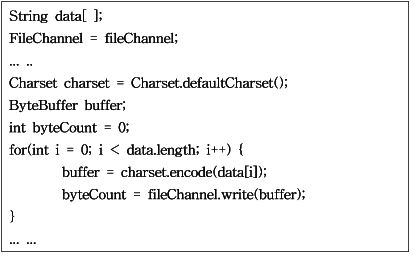 String data[ ];
FileChannel = fileChannel;
... ..
Charset charset = Charset.defaultCharset();
ByteBuffer buffer;
int byteCount = 0;
for(int i = 0; i < data.length; i++) {
buffer = charset.encode(data[i]);
byteCount = fileChannel.write(buffer);
}
... ...